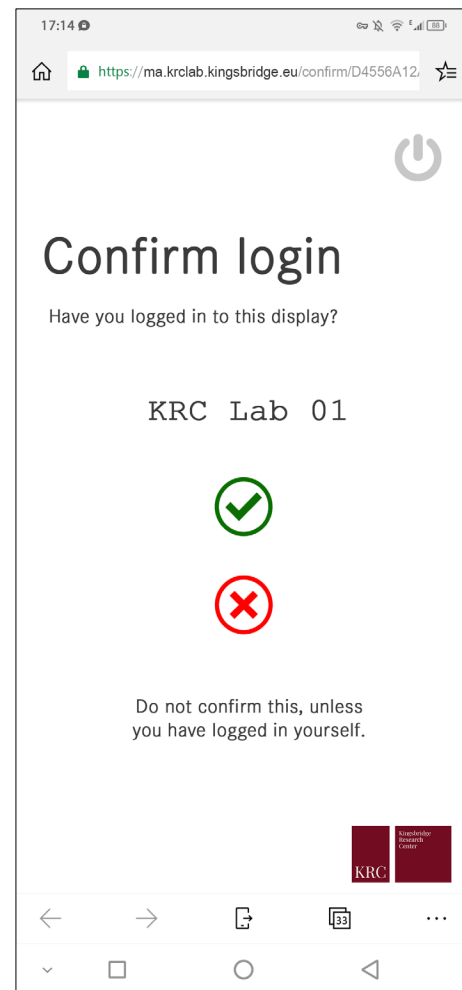 17:14
88
https://ma.krclab.kingsbridge.eu/confirm/D4556A12
Confirm login
Have you logged in to this display?
KRC Lab 01
Do not confirm this, unless
you have logged in yourself.
KRC
Kingsbridge
Research
Center
33